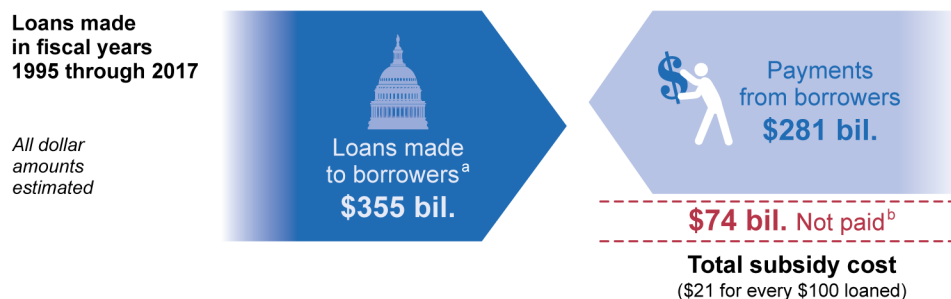 Loans made
in fiscal years
1995 through 2017
All dollar
amounts
estimated
Loans made
to borrowersᵃ
$355 bil.
$
Payments
from borrowers
$281 bil.
$74 bil. Not paidᵇ
Total subsidy cost
($21 for every $100 loaned)